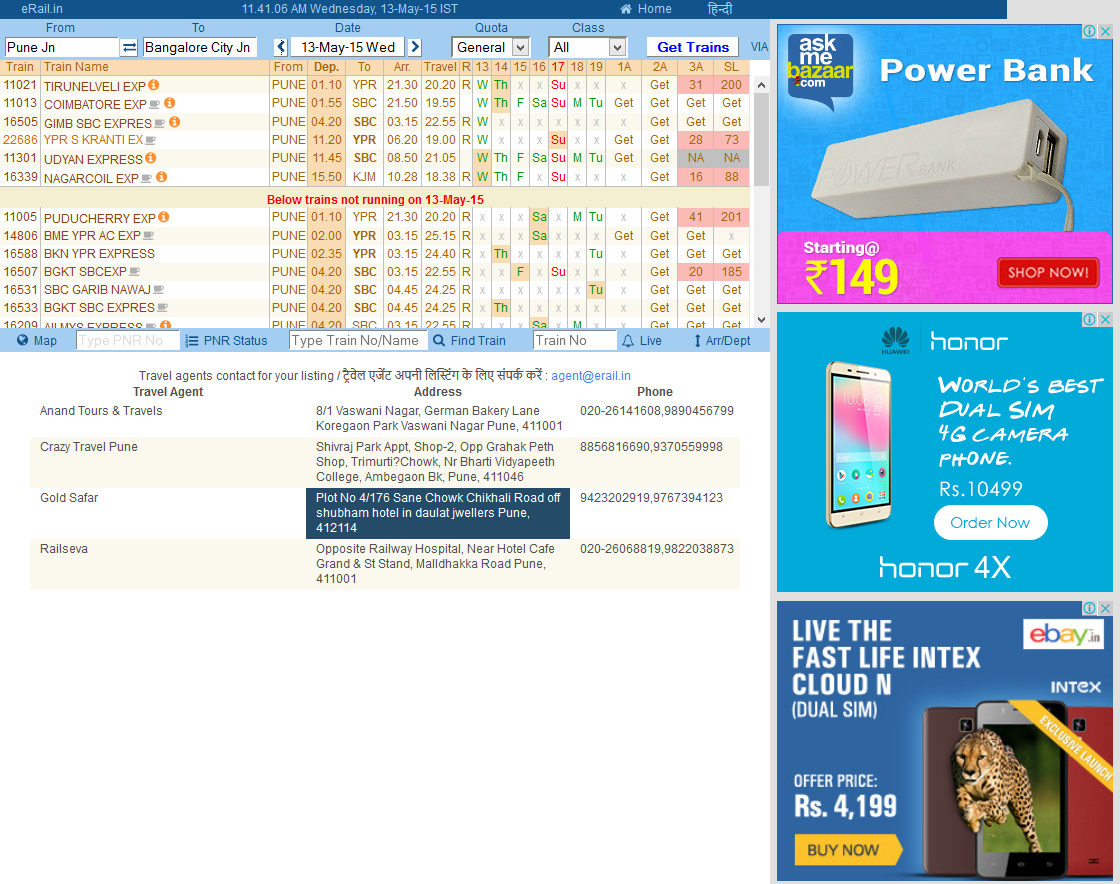 eRail.in 11.41.06 AM Wednesday, 13-May-15 IST Home हिन्दी
From To Date Quota Class
Pune Jn Bangalore City Jn 13-May-15 Wed General All Get Trains VIA
Train Train Name From Dep. To Arr. Travel R 13 14 15 16 17 18 19 1A 2A 3A SL
11021 TIRUNELVELI EXP PUNE 01.10 YPR 21.30 20.20 R W Th x x Su x x x Get 31 200
11013 COIMBATORE EXP PUNE 01.55 SBC 21.50 19.55 W Th F Sa Su M Tu Get Get Get Get
16505 GIMB SBC EXPRES PUNE 04.20 SBC 03.15 22.55 R W x x x x x x x Get Get Get
22686 YPR S KRANTI EX PUNE 11.20 YPR 06.20 19.00 R W x x x Su x x Get Get 28 73
11301 UDYAN EXPRESS PUNE 11.45 SBC 08.50 21.05 W Th F Sa Su M Tu Get Get NA NA
16339 NAGARCOIL EXP PUNE 15.50 KJM 10.28 18.38 R W Th F x Su x x x Get 16 88
Below trains not running on 13-May-15
11005 PUDUCHERRY EXP PUNE 01.10 YPR 21.30 20.20 R x x x Sa x M Tu x Get 41 201
14806 BME YPR AC EXP PUNE 02.00 YPR 03.15 25.15 R x x x Sa x x x Get Get Get x
16588 BKN YPR EXPRESS PUNE 02.35 YPR 03.15 24.40 R x Th x x x x Tu x Get Get Get
16507 BGKT SBCEXP PUNE 04.20 SBC 03.15 22.55 R x x F x Su x x x Get 20 185
16531 SBC GARIB NAWAJ PUNE 04.20 SBC 04.45 24.25 R x x x x x x Tu x Get Get Get
16533 BGKT SBC EXPRES PUNE 04.20 SBC 04.45 24.25 R x Th x x x x x x Get Get Get
16209 AIIMYS EXPRESS PUNE 04.20 SBC 03.15 22.55 R x x x Sa x M x x Get Get Get
Map Type PNR No PNR Status Type Train No/Name Find Train Train No Live Arr/Dept
Travel agents contact for your listing / ट्रैवेल एजेंट अपनी लिस्टिंग के लिए संपर्क करें : agent@erail.in
Travel Agent Address Phone
Anand Tours & Travels 8/1 Vaswani Nagar, German Bakery Lane 020-26141608,9890456799
Koregaon Park Vaswani Nagar Pune, 411001
Crazy Travel Pune Shivraj Park Appt, Shop-2, Opp Grahak Peth 8856816690,9370559998
Shop, Trimurti?Chowk, Nr Bharti Vidyapeeth
College, Ambegaon Bk, Pune, 411046
Gold Safar Plot No 4/176 Sane Chowk Chikhali Road off 9423202919,9767394123
shubham hotel in daulat jwellers Pune,
412114
Railseva Opposite Railway Hospital, Near Hotel Cafe 020-26068819,9822038873
Grand & St Stand, Malldhakka Road Pune,
411001
ask
me
bazaar
.com
Power Bank
POWER BANK
Starting@
₹149
SHOP NOW!
HUAWEI honor
WORLD'S BEST
DUAL SIM
4G CAMERA
PHONE.
Rs.10499
Order Now
honor 4X
LIVE THE
FAST LIFE INTEX
CLOUD N
(DUAL SIM)
ebay.in
INTEX
EXCLUSIVE LAUNCH
OFFER PRICE:
Rs. 4,199
BUY NOW